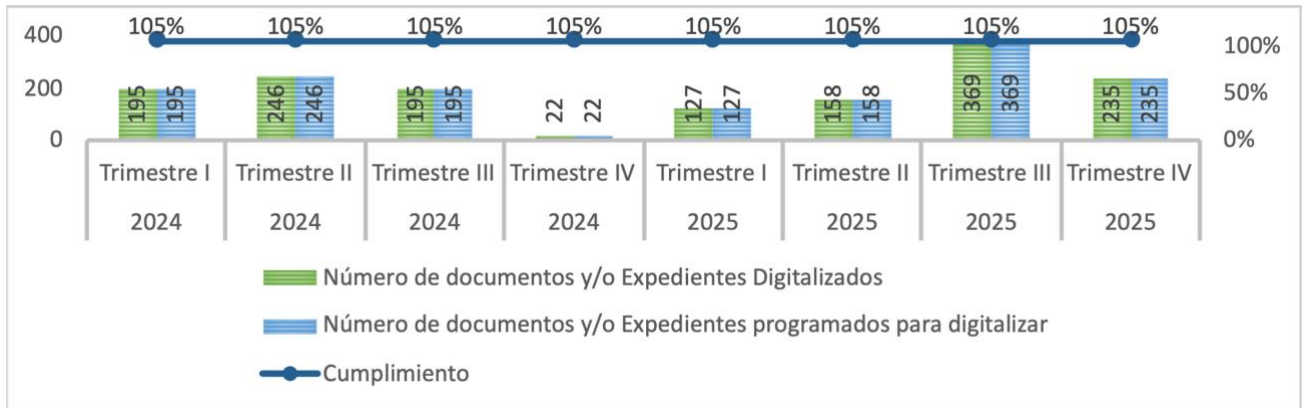 105% 105% 105% 105% 105% 105% 105% 105%
400
200
0
100%
50%
0%
195 195 246 246 195 195 22 22 127 127 158 158 369 369 235 235
Trimestre I Trimestre II Trimestre III Trimestre IV Trimestre I Trimestre II Trimestre III Trimestre IV
2024 2024 2024 2024 2025 2025 2025 2025
Número de documentos y/o Expedientes Digitalizados
Número de documentos y/o Expedientes programados para digitalizar
Cumplimiento